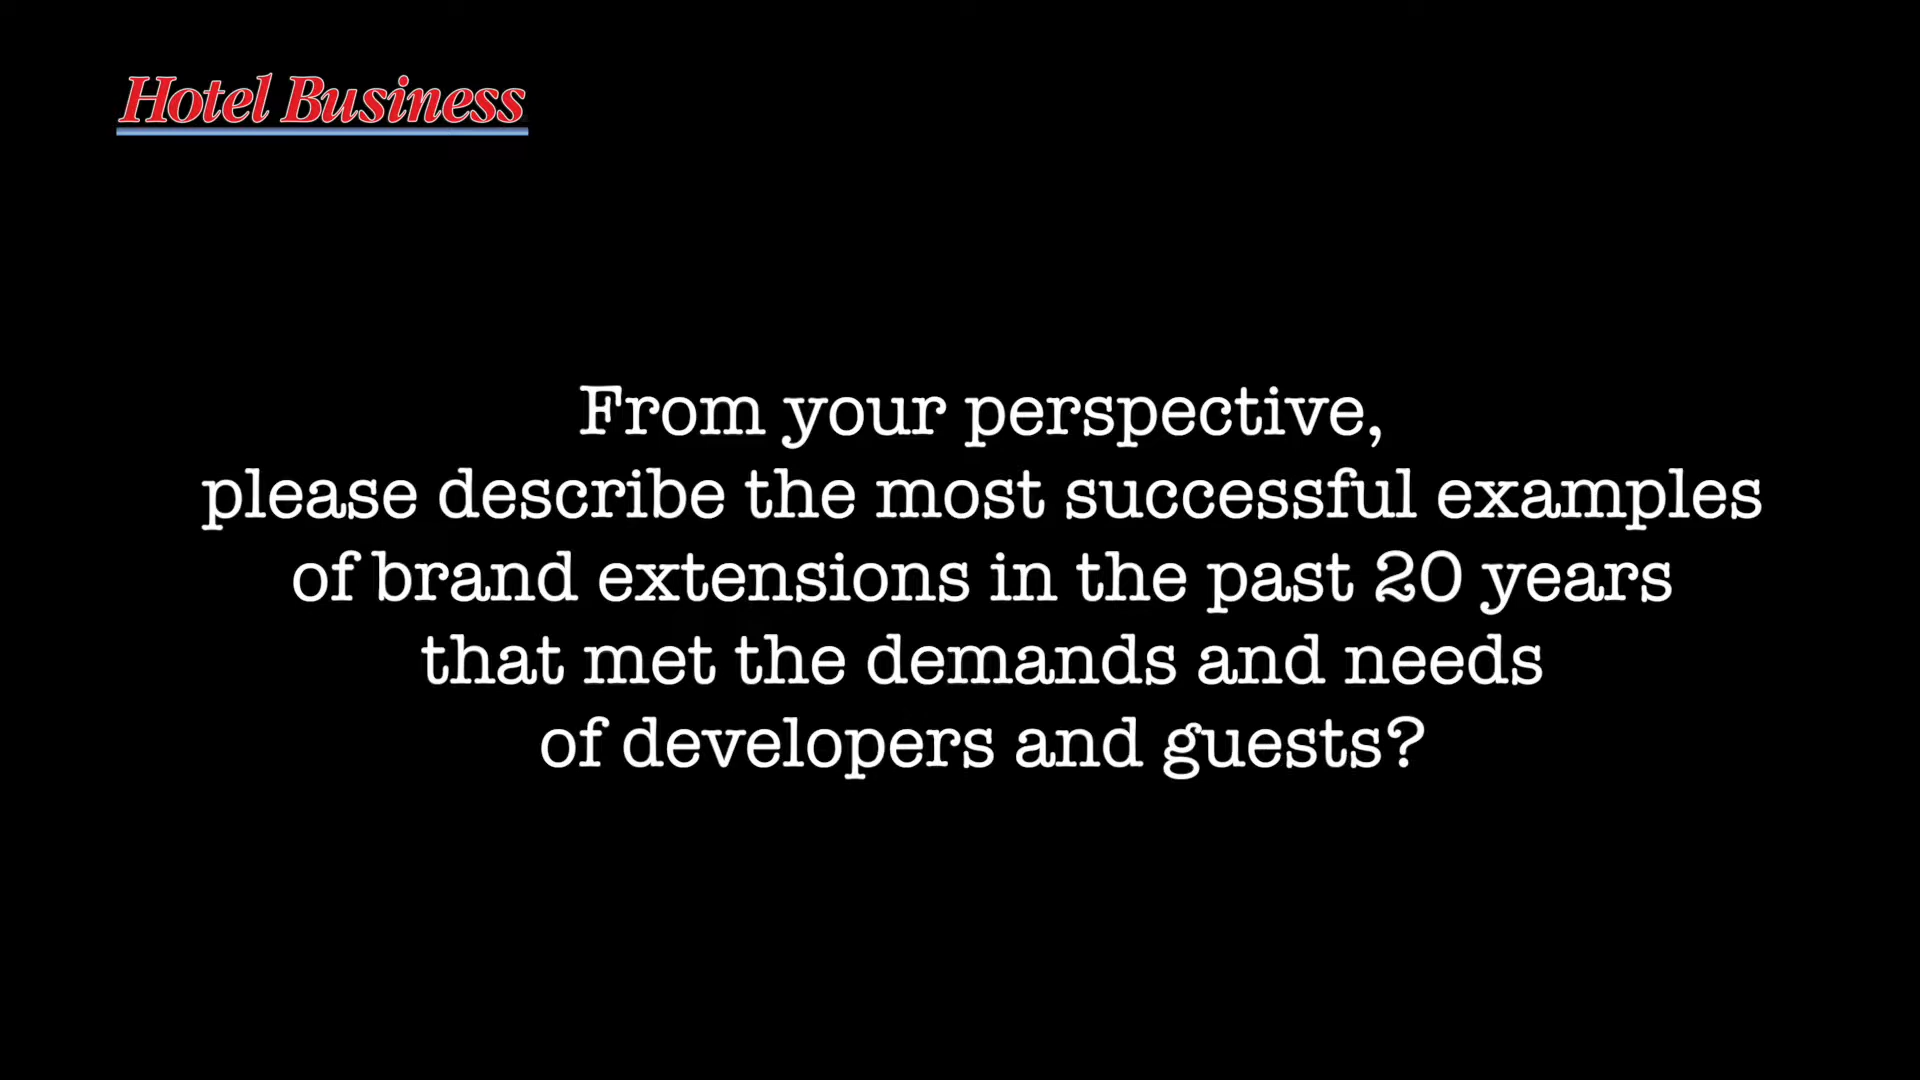 Hotel Business
From your perspective,
please describe the most successful examples
of brand extensions in the past 20 years
that met the demands and needs
of developers and guests?